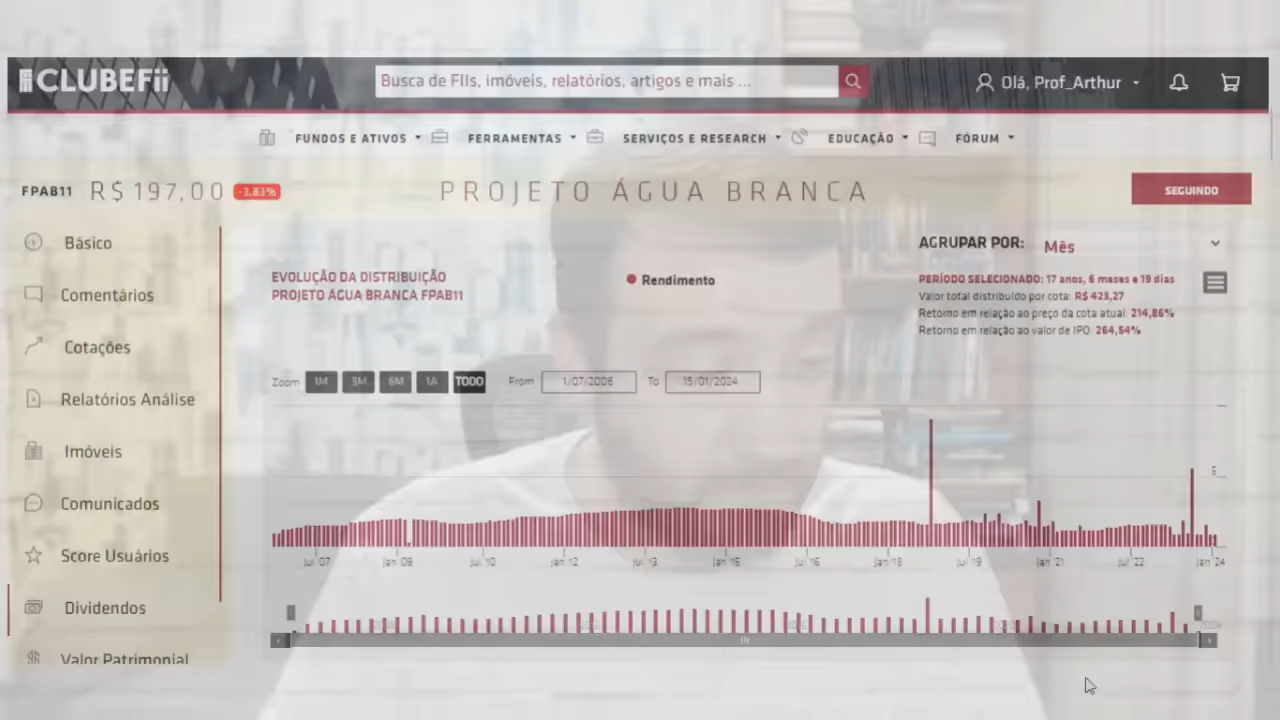 CLUBEFii
Busca de FIIs, imóveis, relatórios, artigos e mais ...
Olá, Prof_Arthur
FUNDOS E ATIVOS
FERRAMENTAS
SERVIÇOS E RESEARCH
EDUCAÇÃO
FÓRUM
FPAB11 R$ 197,00 -3,83%
PROJETO ÁGUA BRANCA
SEGUINDO
Básico
Comentários
Cotações
Relatórios Análise
Imóveis
Comunicados
Score Usuários
Dividendos
Valor Patrimonial
EVOLUÇÃO DA DISTRIBUIÇÃO
PROJETO ÁGUA BRANCA FPAB11
Rendimento
AGRUPAR POR: Mês
PERÍODO SELECIONADO: 17 anos, 6 meses e 19 dias
Valor total distribuído por cota: R$ 423,27
Retorno em relação ao preço da cota atual: 214,86%
Retorno em relação ao valor de IPO: 264,54%
Zoom 1M 3M 6M 1A TODO From 1/07/2006 To 15/01/2024
Jul '07 Jan '09 Jul '10 Jan '12 Jul '13 Jan '15 Jul '16 Jan '18 Jul '19 Jan '21 Jul '22 Jan '24